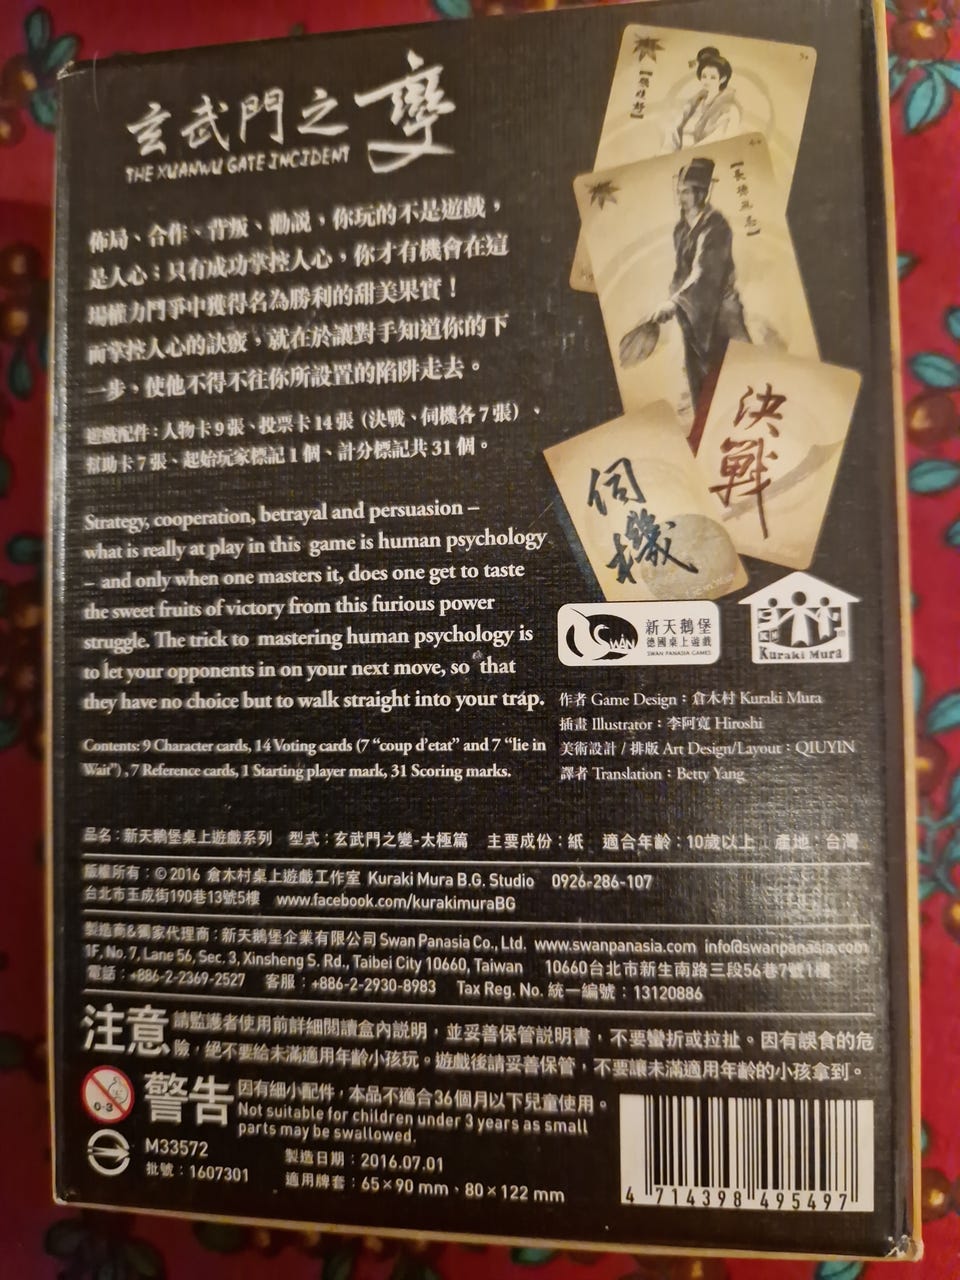 玄武門之變
THE XUANWU GATE INCIDENT
佈局、合作、背叛、勸說，你玩的不是遊戲，
是人心；只有成功掌控人心，你才有機會在這
場權力鬥爭中獲得名為勝利的甜美果實！
而掌控人心的訣竅，就在於讓對手知道你的下
一步，使他不得不往你所設置的陷阱走去。
遊戲配件：人物卡9張、投票卡14張（決戰、伺機各7張）、
幫助卡7張、起始玩家標記1個、計分標記共31個。
Strategy, cooperation, betrayal and persuasion –
what is really at play in this game is human psychology
– and only when one masters it, does one get to taste
the sweet fruits of victory from this furious power
struggle. The trick to mastering human psychology is
to let your opponents in on your next move, so that
they have no choice but to walk straight into your trap.
Contents: 9 Character cards, 14 Voting cards (7 “coup d'etat” and 7 “lie in
Wait”) , 7 Reference cards, 1 Starting player mark, 31 Scoring marks.
3+
4+
【長孫無忌】
決戰
伺機
SWAN
新天鵝堡
德國桌上遊戲
SWAN PANASIA GAMES
Kuraki Mura
作者 Game Design：倉木村 Kuraki Mura
插畫 Illustrator：李阿寬 Hiroshi
美術設計 / 排版 Art Design/Layout：QIUYIN
譯者 Translation：Betty Yang
品名：新天鵝堡桌上遊戲系列 型式：玄武門之變-太極篇 主要成份：紙 適合年齡：10歲以上 產地：台灣
版權所有：© 2016 倉木村桌上遊戲工作室 Kuraki Mura B.G. Studio 0926-286-107
台北市玉成街190巷13號5樓 www.facebook.com/kurakimuraBG
製造商&獨家代理商：新天鵝堡企業有限公司 Swan Panasia Co., Ltd. www.swanpanasia.com info@swanpanasia.com
1F, No. 7, Lane 56, Sec. 3, Xinsheng S. Rd., Taibei City 10660, Taiwan 10660台北市新生南路三段56巷7號1樓
電話：+886-2-2369-2527 客服：+886-2-2930-8983 Tax Reg. No. 統一編號：13120886
注意 請監護者使用前詳細閱讀盒內説明，並妥善保管説明書，不要彎折或拉扯。因有誤食的危
險，絕不要給未滿適用年齡小孩玩。遊戲後請妥善保管，不要讓未滿適用年齡的小孩拿到。
0-3
警告 因有細小配件，本品不適合36個月以下兒童使用。
Not suitable for children under 3 years as small
parts may be swallowed.
M33572
批號：1607301
製造日期：2016.07.01
適用牌套：65×90 mm、80×122 mm
4 714398 495497